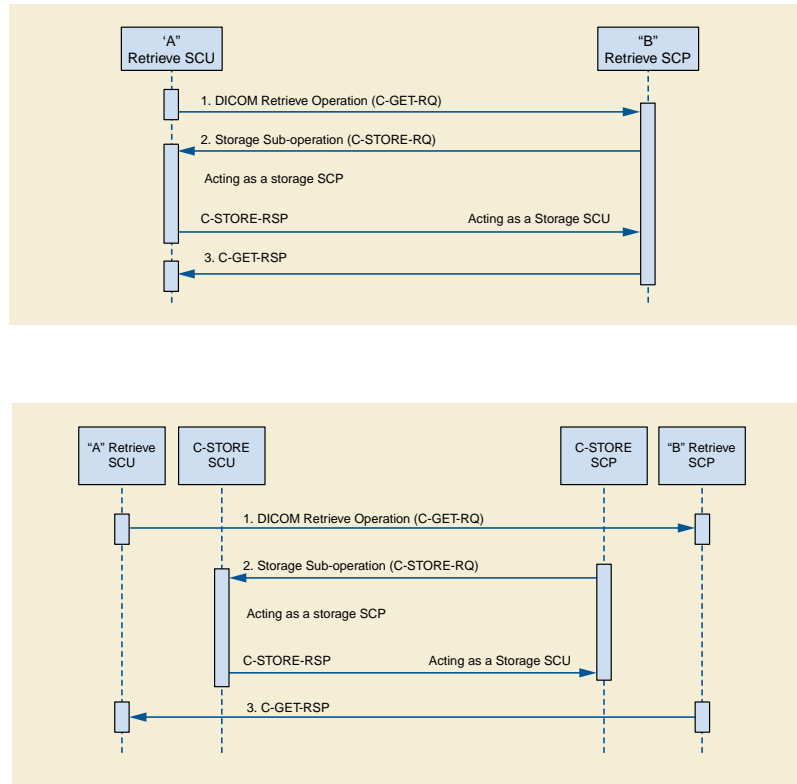 ‘A”
Retrieve SCU
“B”
Retrieve SCP
1. DICOM Retrieve Operation (C-GET-RQ)
2. Storage Sub-operation (C-STORE-RQ)
Acting as a storage SCP
C-STORE-RSP
Acting as a Storage SCU
3. C-GET-RSP
“A” Retrieve
SCU
C-STORE
SCU
C-STORE
SCP
“B” Retrieve
SCP
1. DICOM Retrieve Operation (C-GET-RQ)
2. Storage Sub-operation (C-STORE-RQ)
Acting as a storage SCP
C-STORE-RSP
Acting as a Storage SCU
3. C-GET-RSP